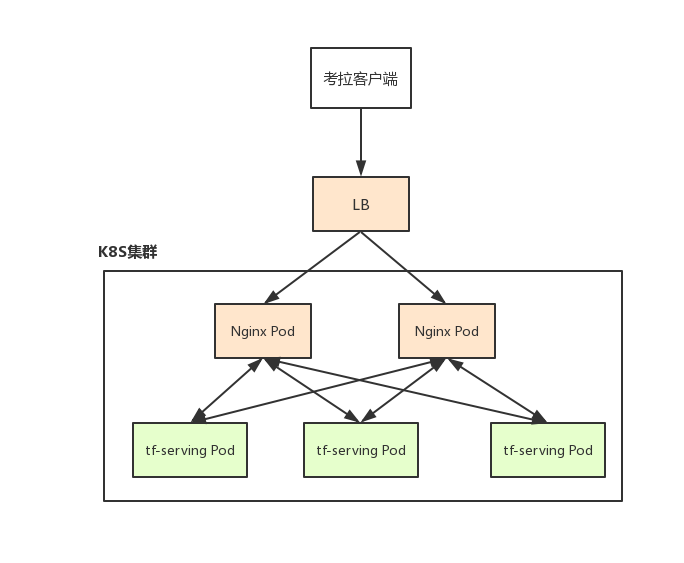 考拉客户端
LB
K8S集群
Nginx Pod
Nginx Pod
tf-serving Pod
tf-serving Pod
tf-serving Pod